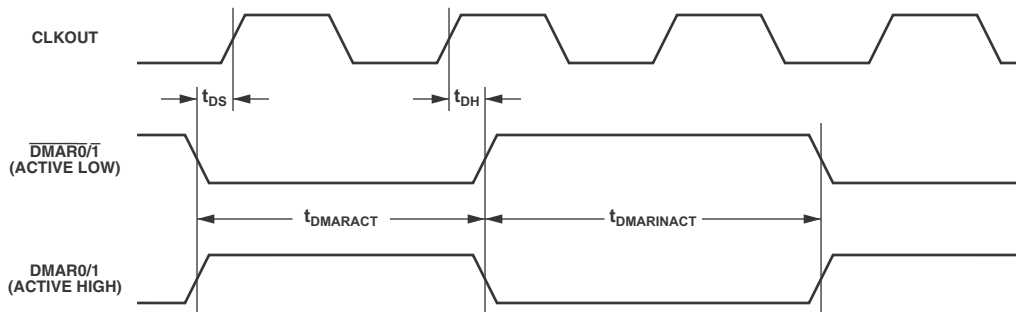 CLKOUT
tDS
tDH
DMAR0/1
(ACTIVE LOW)
tDMARACT
tDMARINACT
DMAR0/1
(ACTIVE HIGH)